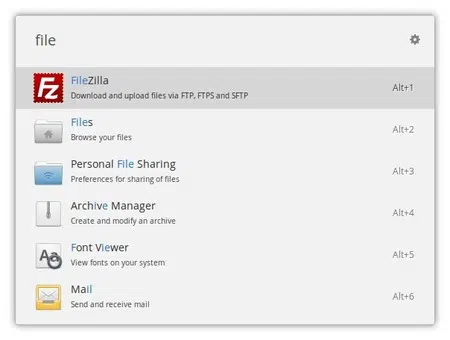 file
FileZilla
Download and upload files via FTP, FTPS and SFTP
Alt+1
Files
Browse your files
Alt+2
Personal File Sharing
Preferences for sharing of files
Alt+3
Archive Manager
Create and modify an archive
Alt+4
Font Viewer
View fonts on your system
Alt+5
Mail
Send and receive mail
Alt+6